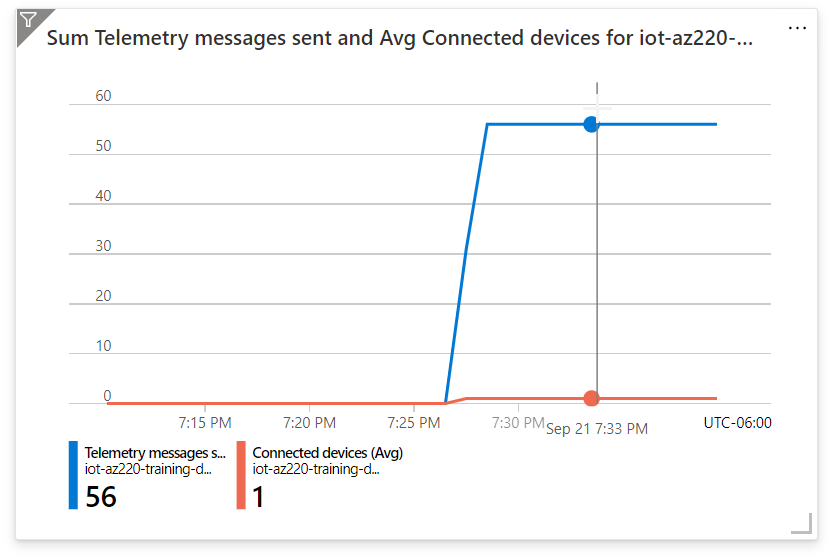 Sum Telemetry messages sent and Avg Connected devices for iot-az220-...
60
50
40
30
20
10
0
7:15 PM
7:20 PM
7:25 PM
7:30 PM
Sep 21 7:33 PM
UTC-06:00
Telemetry messages s...
iot-az220-training-d...
56
Connected devices (Avg)
iot-az220-training-d...
1